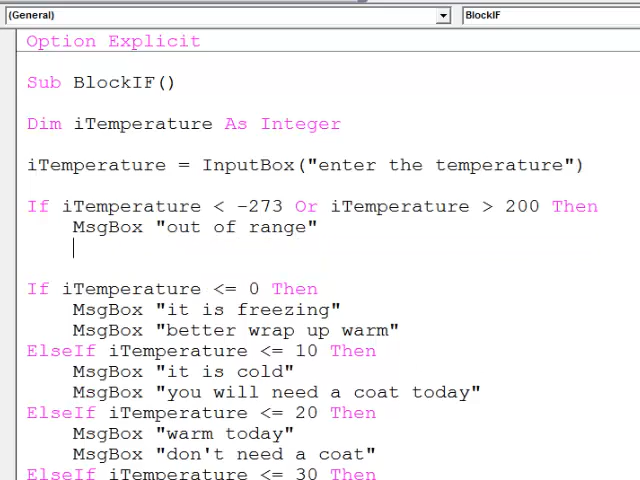 (General) BlockIF
Option Explicit
Sub BlockIF()
Dim iTemperature As Integer
iTemperature = InputBox("enter the temperature")
If iTemperature < -273 Or iTemperature > 200 Then
MsgBox "out of range"
If iTemperature <= 0 Then
MsgBox "it is freezing"
MsgBox "better wrap up warm"
ElseIf iTemperature <= 10 Then
MsgBox "it is cold"
MsgBox "you will need a coat today"
ElseIf iTemperature <= 20 Then
MsgBox "warm today"
MsgBox "don't need a coat"
ElseIf iTemperature <= 30 Then